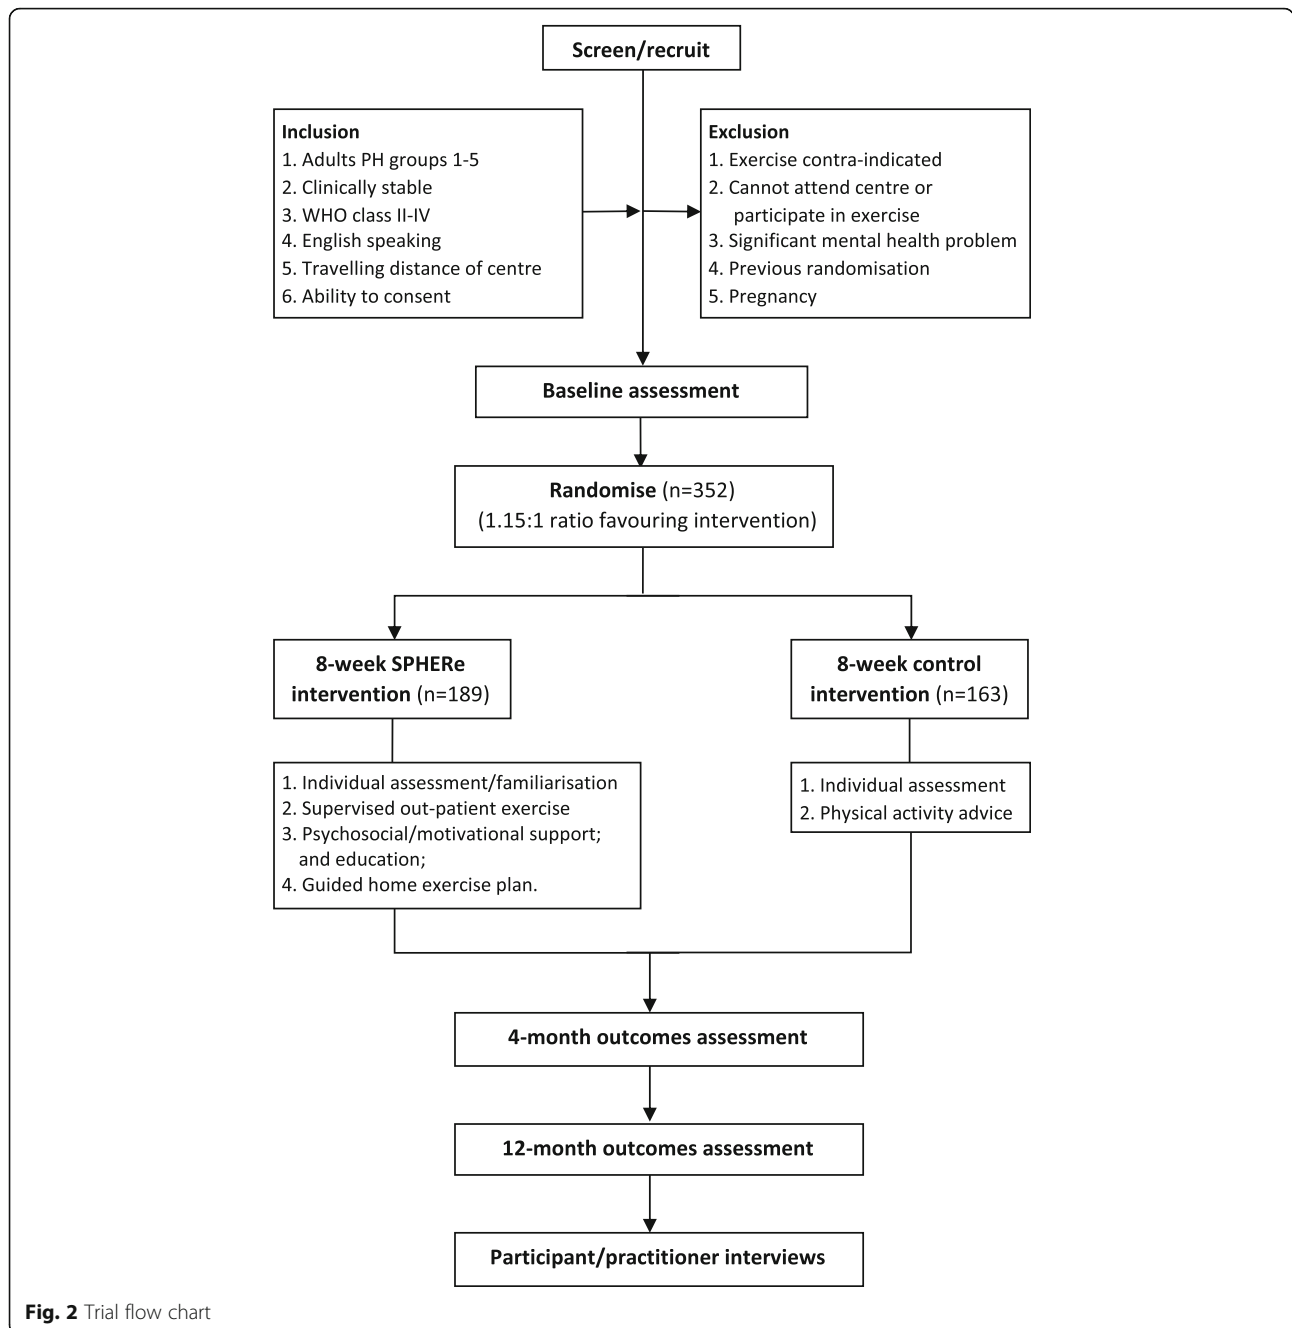 Screen/recruit
Inclusion
1. Adults PH groups 1-5
2. Clinically stable
3. WHO class II-IV
4. English speaking
5. Travelling distance of centre
6. Ability to consent
Exclusion
1. Exercise contra-indicated
2. Cannot attend centre or
participate in exercise
3. Significant mental health problem
4. Previous randomisation
5. Pregnancy
Baseline assessment
Randomise (n=352)
(1.15:1 ratio favouring intervention)
8-week SPHERe
intervention (n=189)
8-week control
intervention (n=163)
1. Individual assessment/familiarisation
2. Supervised out-patient exercise
3. Psychosocial/motivational support;
and education;
4. Guided home exercise plan.
1. Individual assessment
2. Physical activity advice
4-month outcomes assessment
12-month outcomes assessment
Participant/practitioner interviews
Fig. 2 Trial flow chart